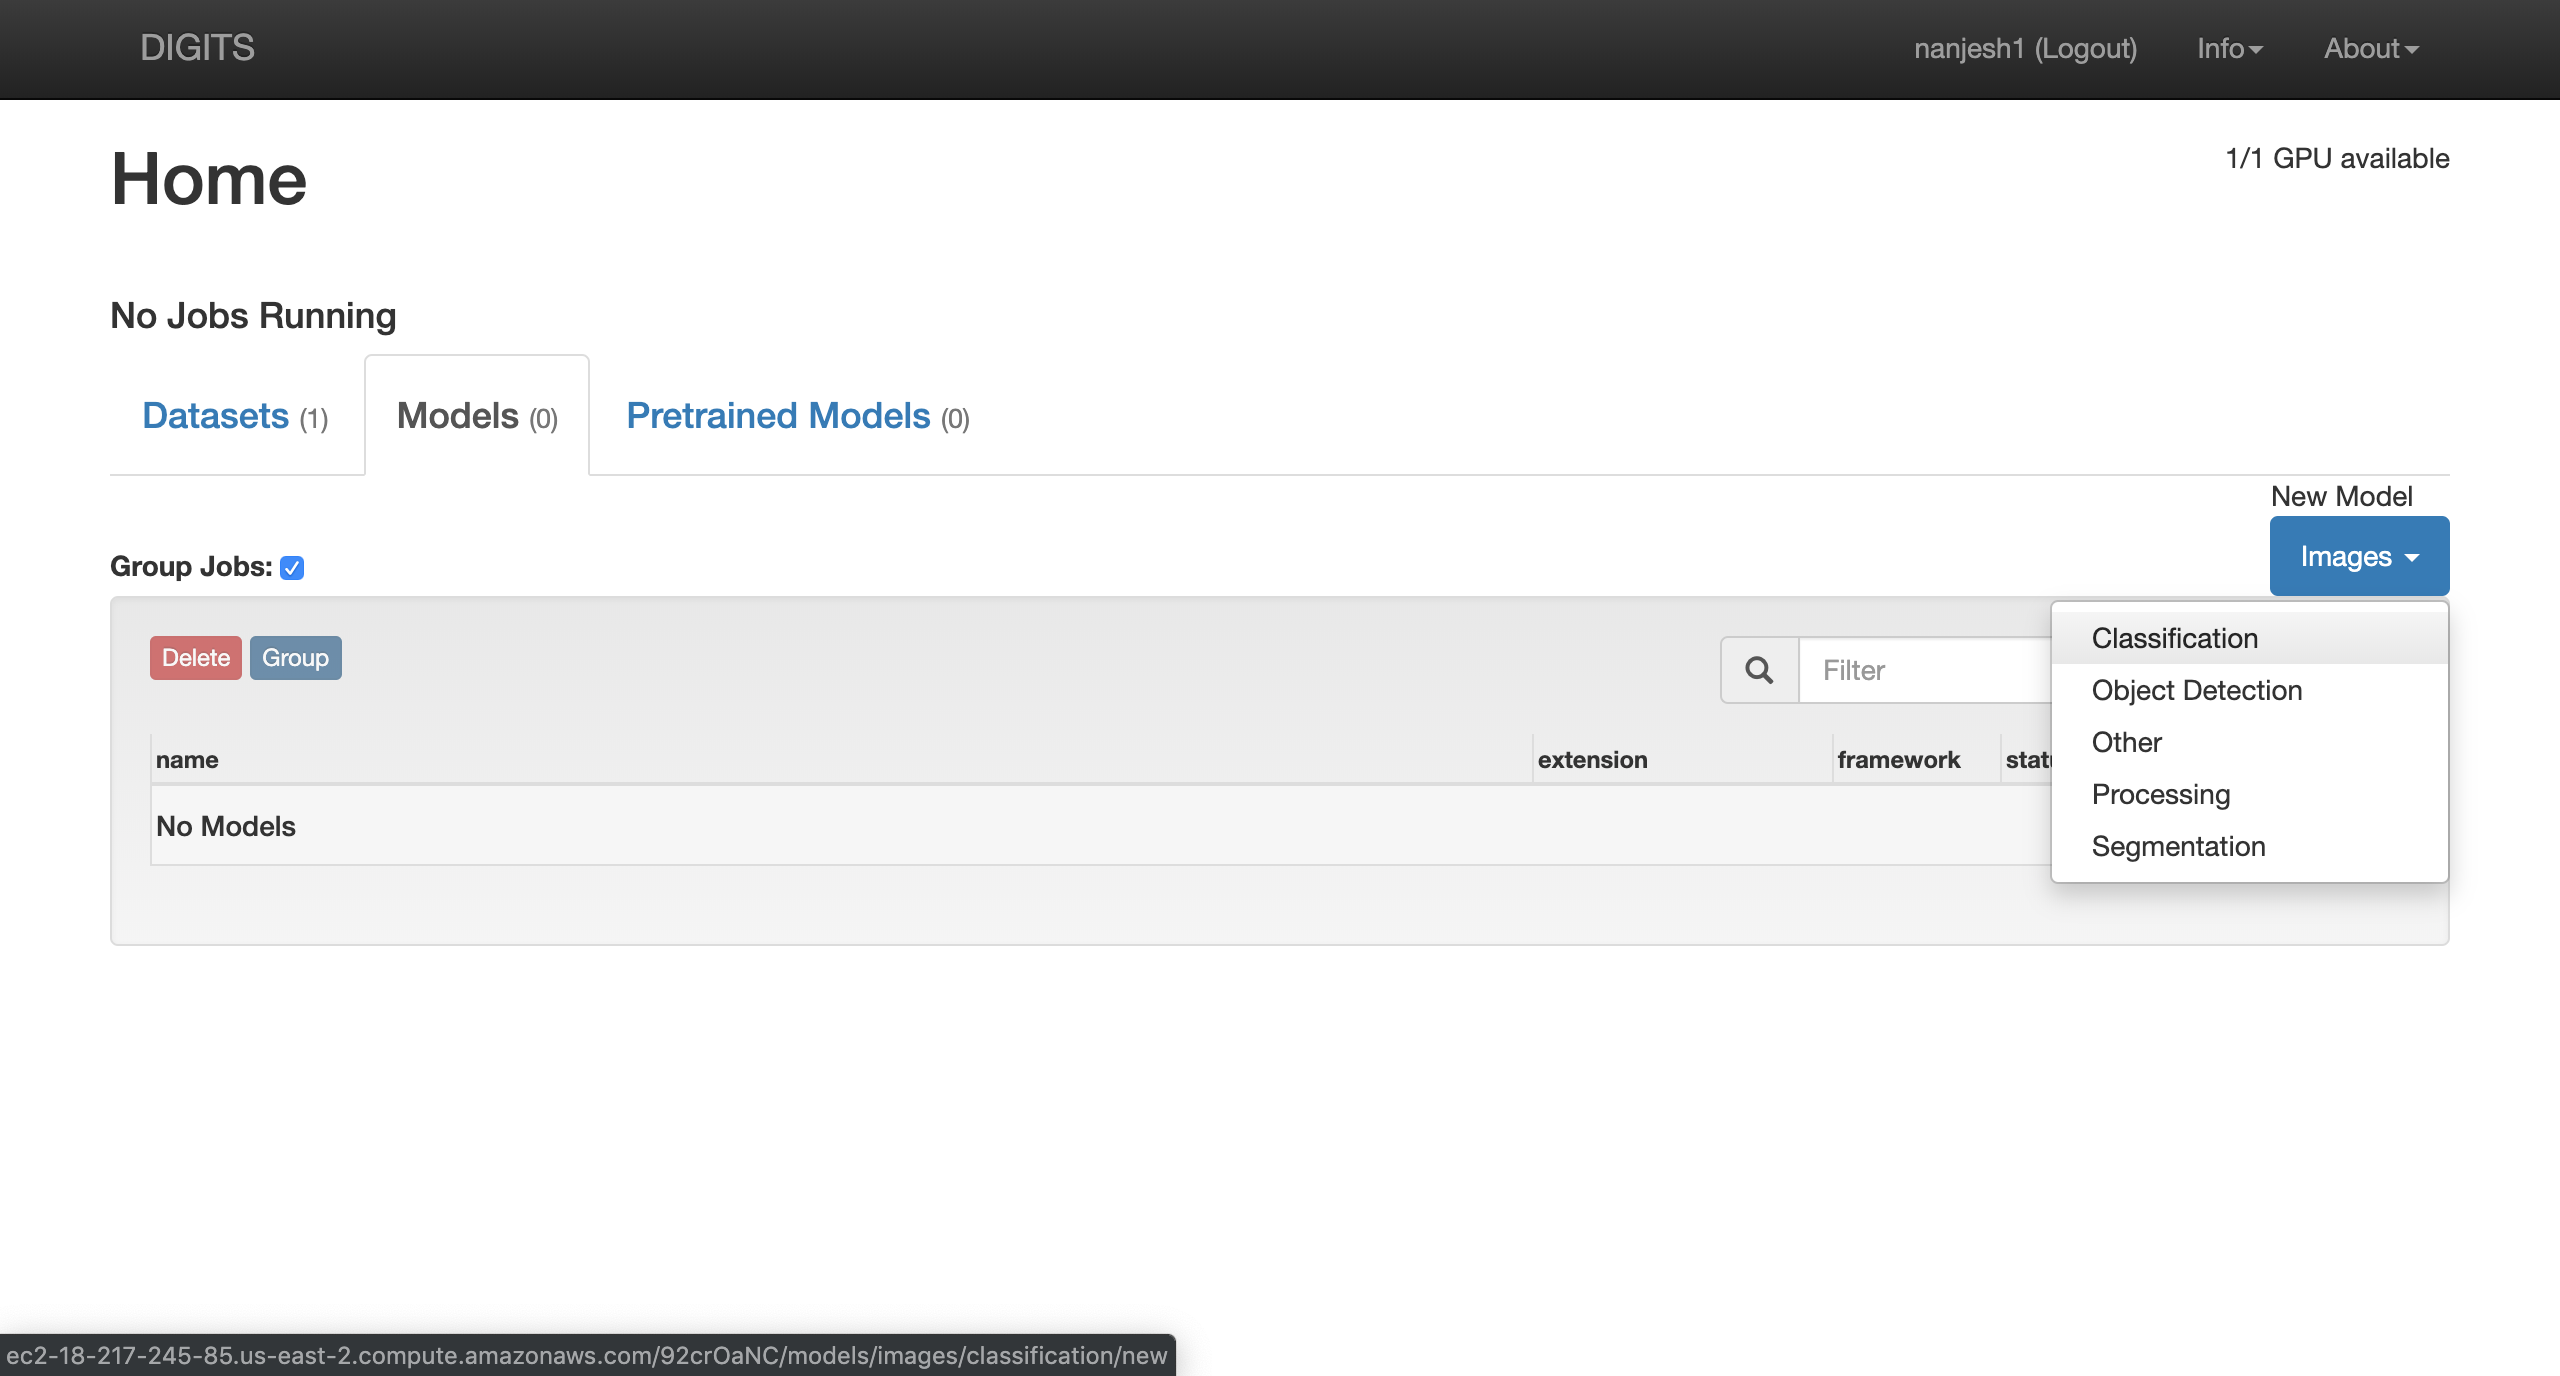 DIGITS nanjesh1 (Logout) Info About
Home
1/1 GPU available
No Jobs Running
Datasets (1) Models (0) Pretrained Models (0)
New Model
Images
Group Jobs:
Classification
Delete Group
Filter
Object Detection
Other
name extension framework
Processing
No Models
Segmentation
ec2-18-217-245-85.us-east-2.compute.amazonaws.com/92crOaNC/models/images/classification/new